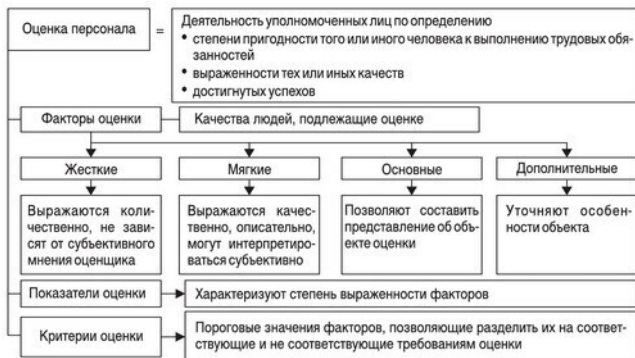 Оценка персонала
=
Деятельность уполномоченных лиц по определению
• степени пригодности того или иного человека к выполнению трудовых обя-
занностей
• выраженности тех или иных качеств
• достигнутых успехов
Факторы оценки
Качества людей, подлежащие оценке
Жесткие
Мягкие
Основные
Дополнительные
Выражаются коли-
чественно, не зави-
сят от субъективного
мнения оценщика
Выражаются качес-
твенно, описательно,
могут интерпретиро-
ваться субъективно
Позволяют составить
представление об объ-
екте оценки
Уточняют особен-
ности объекта
Показатели оценки
Характеризуют степень выраженности факторов
Критерии оценки
Пороговые значения факторов, позволяющие разделить их на соответ-
ствующие и не соответствующие требованиям оценки